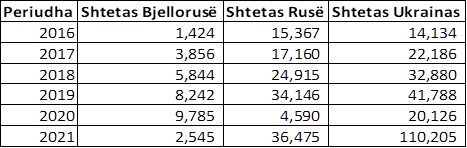 Periudha Shtetas Bjellorusë Shtetas Rusë Shtetas Ukrainas
2016 1,424 15,367 14,134
2017 3,856 17,160 22,186
2018 5,844 24,915 32,880
2019 8,242 34,146 41,788
2020 9,785 4,590 20,126
2021 2,545 36,475 110,205